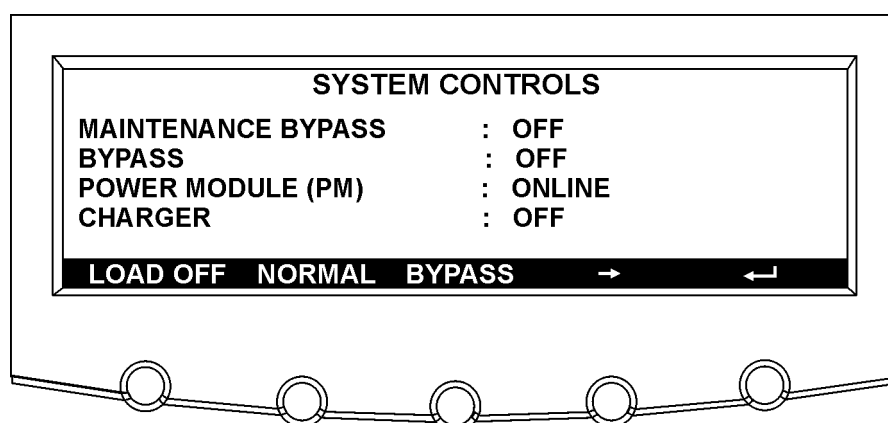 SYSTEM CONTROLS
MAINTENANCE BYPASS : OFF
BYPASS : OFF
POWER MODULE (PM) : ONLINE
CHARGER : OFF
LOAD OFF NORMAL BYPASS → ↵